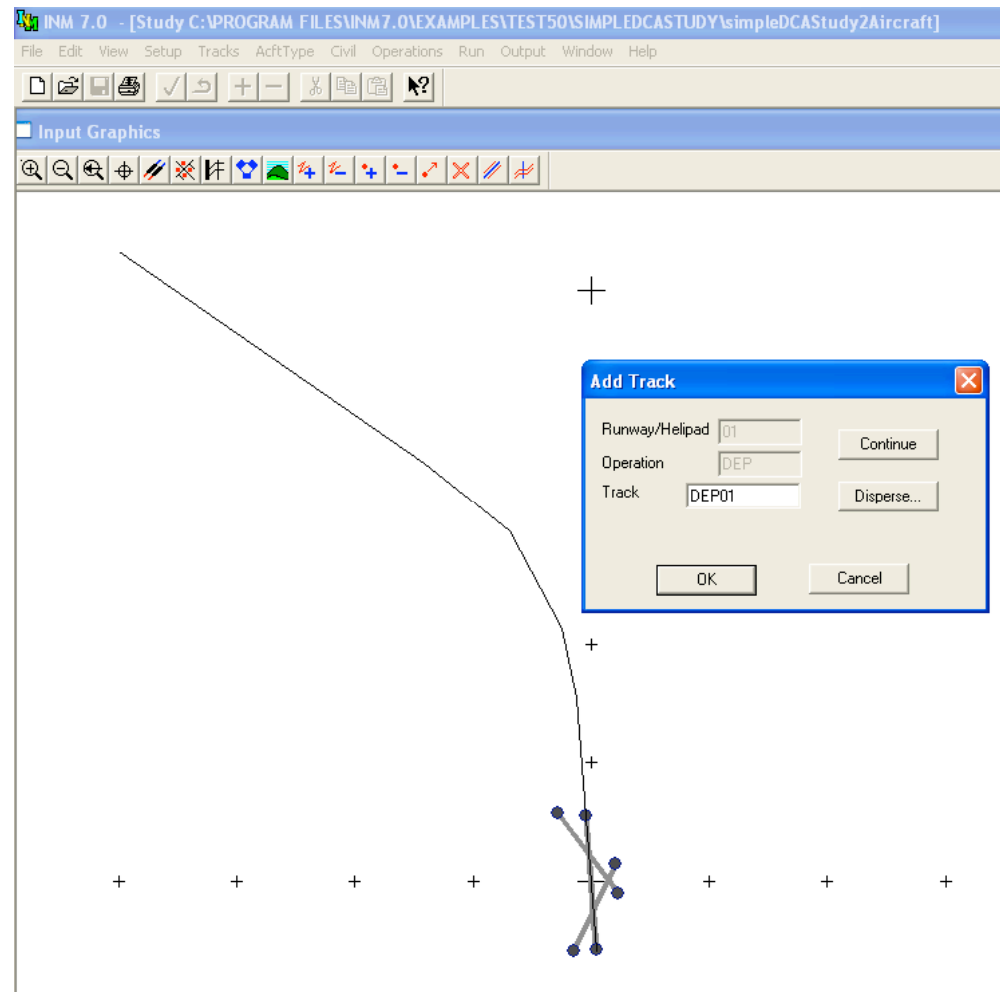 INM 7.0 - [Study C:\PROGRAM FILES\INM7.0\EXAMPLES\TEST50\SIMPLEDCASTUDY\simpleDCAStudy2Aircraft]
File Edit View Setup Tracks AcftType Civil Operations Run Output Window Help
Input Graphics
Add Track
Runway/Helipad 01 Continue
Operation DEP
Track DEP01 Disperse...
OK Cancel